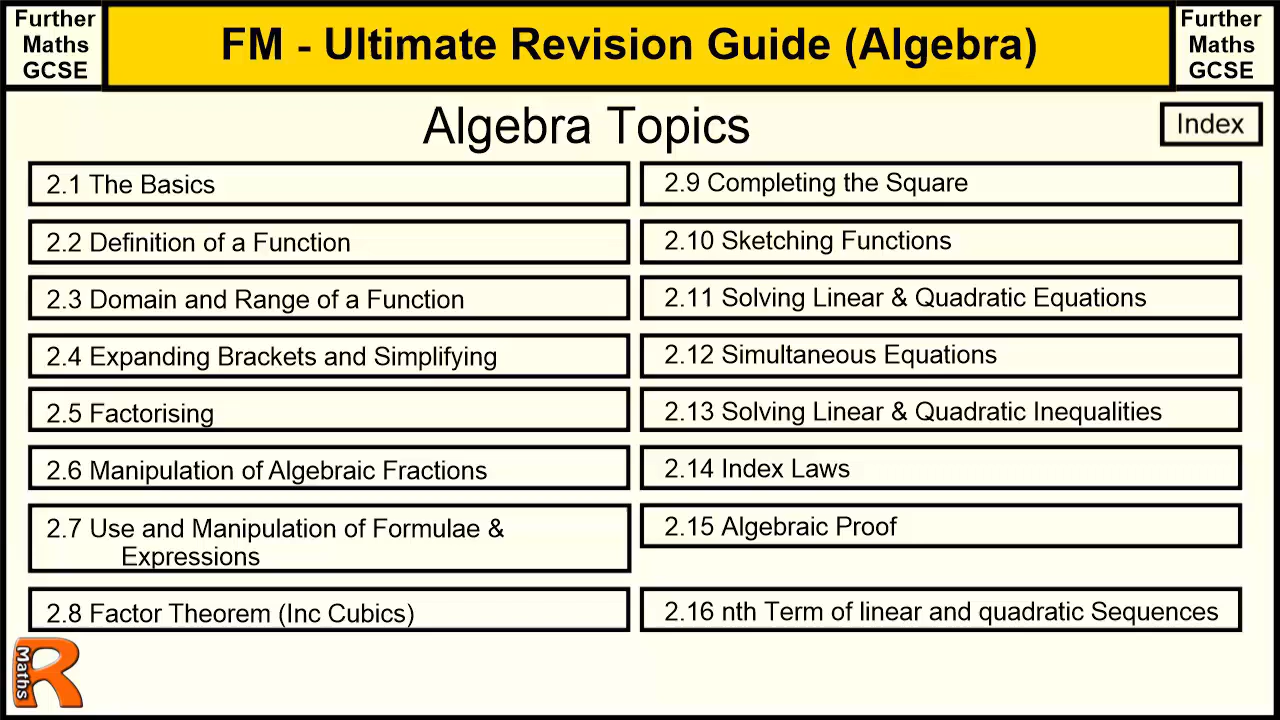 Further
Maths
GCSE
FM - Ultimate Revision Guide (Algebra)
Further
Maths
GCSE
Algebra Topics
Index
2.1 The Basics
2.2 Definition of a Function
2.3 Domain and Range of a Function
2.4 Expanding Brackets and Simplifying
2.5 Factorising
2.6 Manipulation of Algebraic Fractions
2.7 Use and Manipulation of Formulae &
Expressions
2.8 Factor Theorem (Inc Cubics)
2.9 Completing the Square
2.10 Sketching Functions
2.11 Solving Linear & Quadratic Equations
2.12 Simultaneous Equations
2.13 Solving Linear & Quadratic Inequalities
2.14 Index Laws
2.15 Algebraic Proof
2.16 nth Term of linear and quadratic Sequences
R
Maths